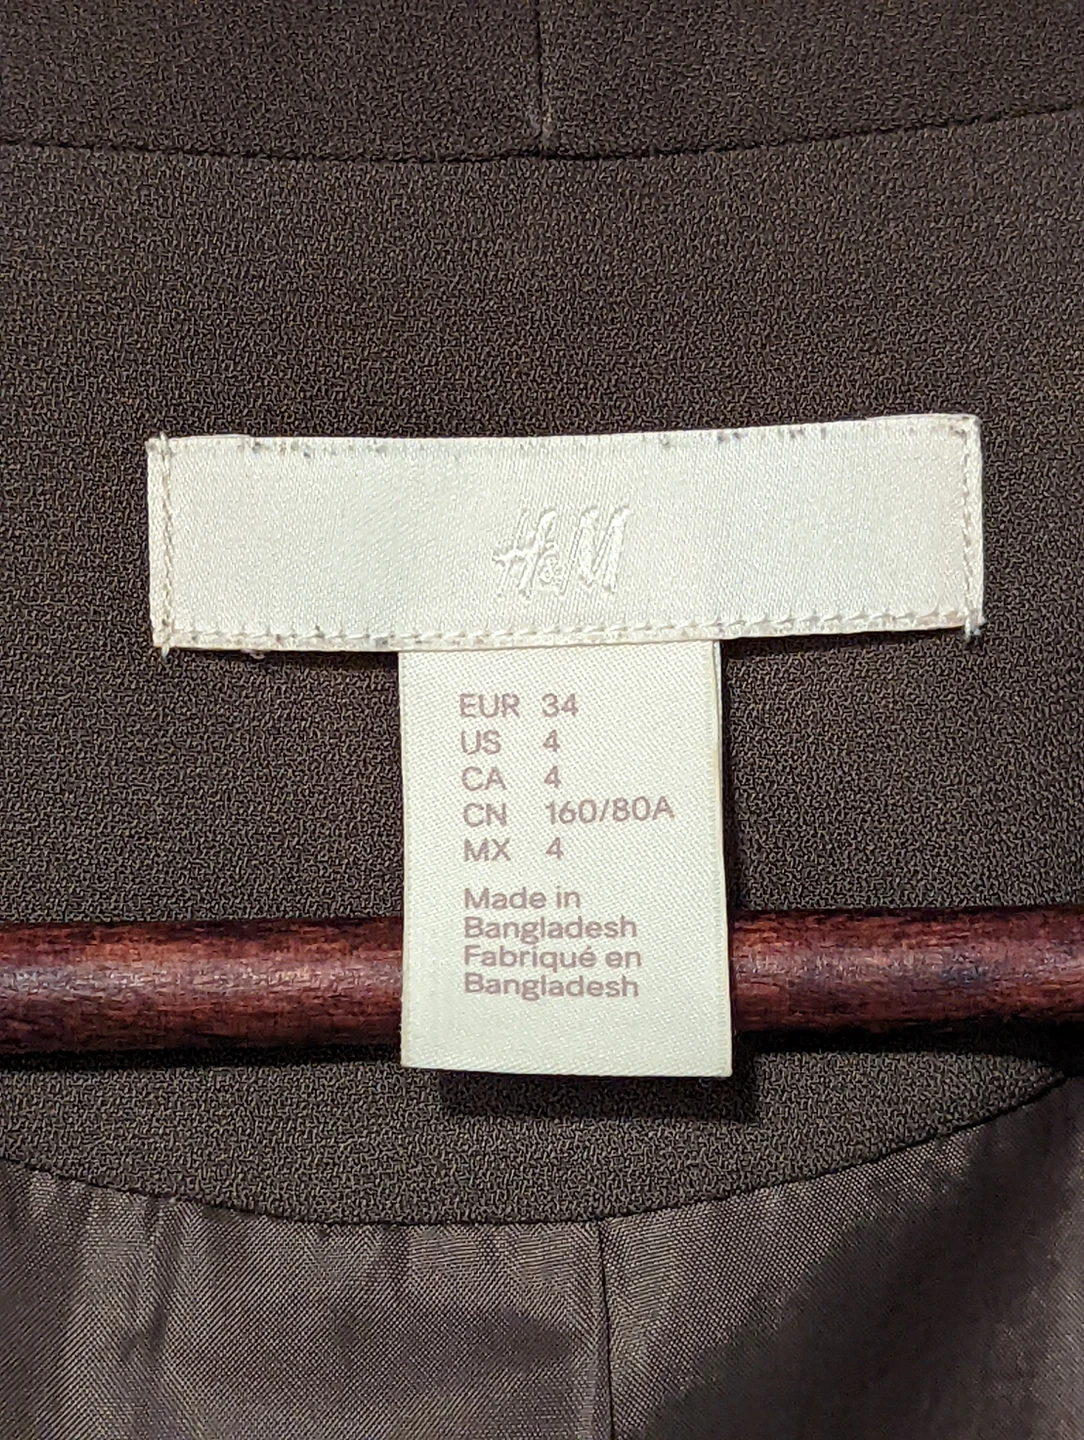 H&M
EUR 34
US 4
CA 4
CN 160/80A
MX 4
Made in
Bangladesh
Fabriqué en
Bangladesh